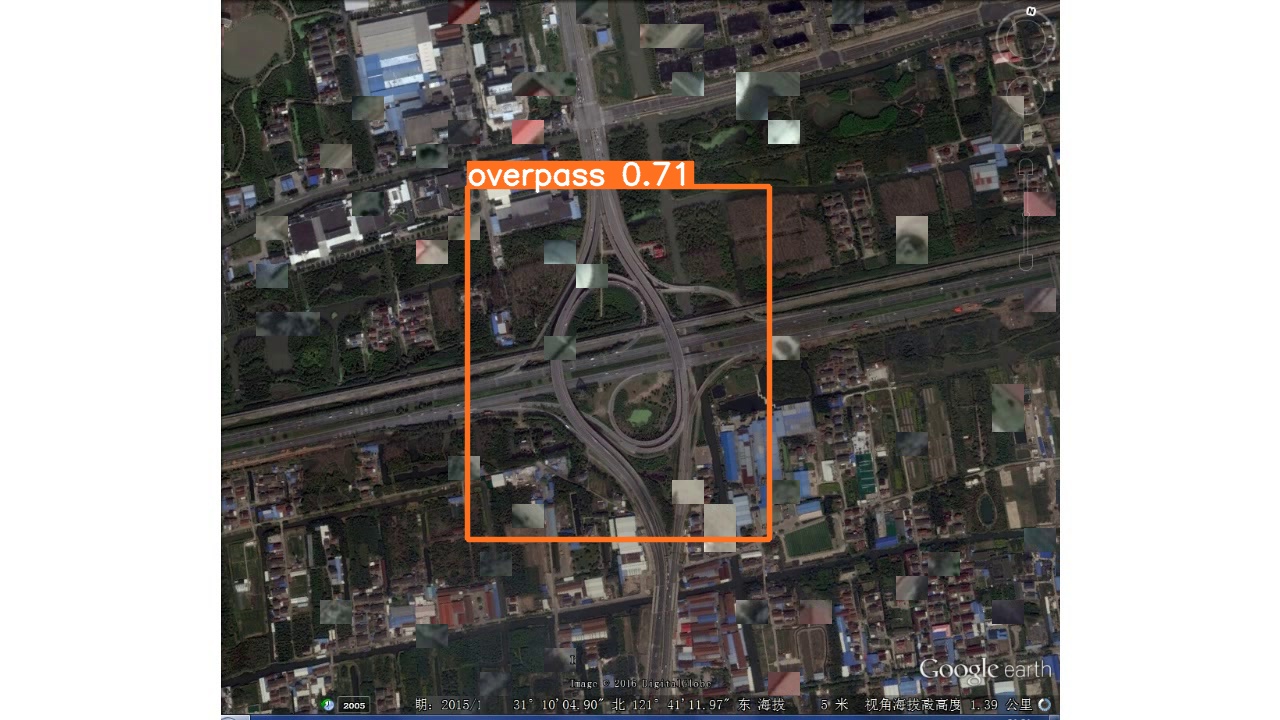 N
overpass 0.71
Google earth
Image © 2016 DigitalGlobe
2005
期: 2015/1 31° 10′04.90″ 北 121° 41′11.97″ 东 海拔 5 米 视角海拔高度 1.39 公里